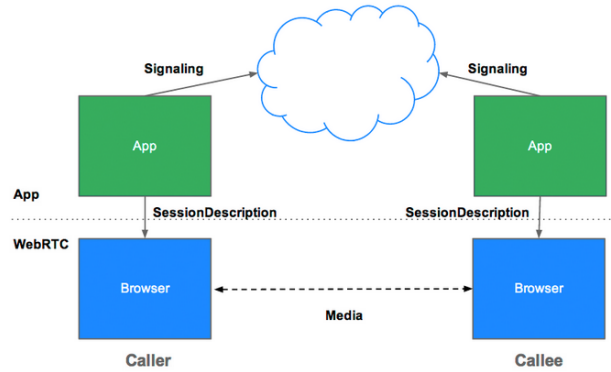 Signaling
Signaling
App
App
App
SessionDescription
SessionDescription
WebRTC
Browser
Browser
Media
Caller
Callee